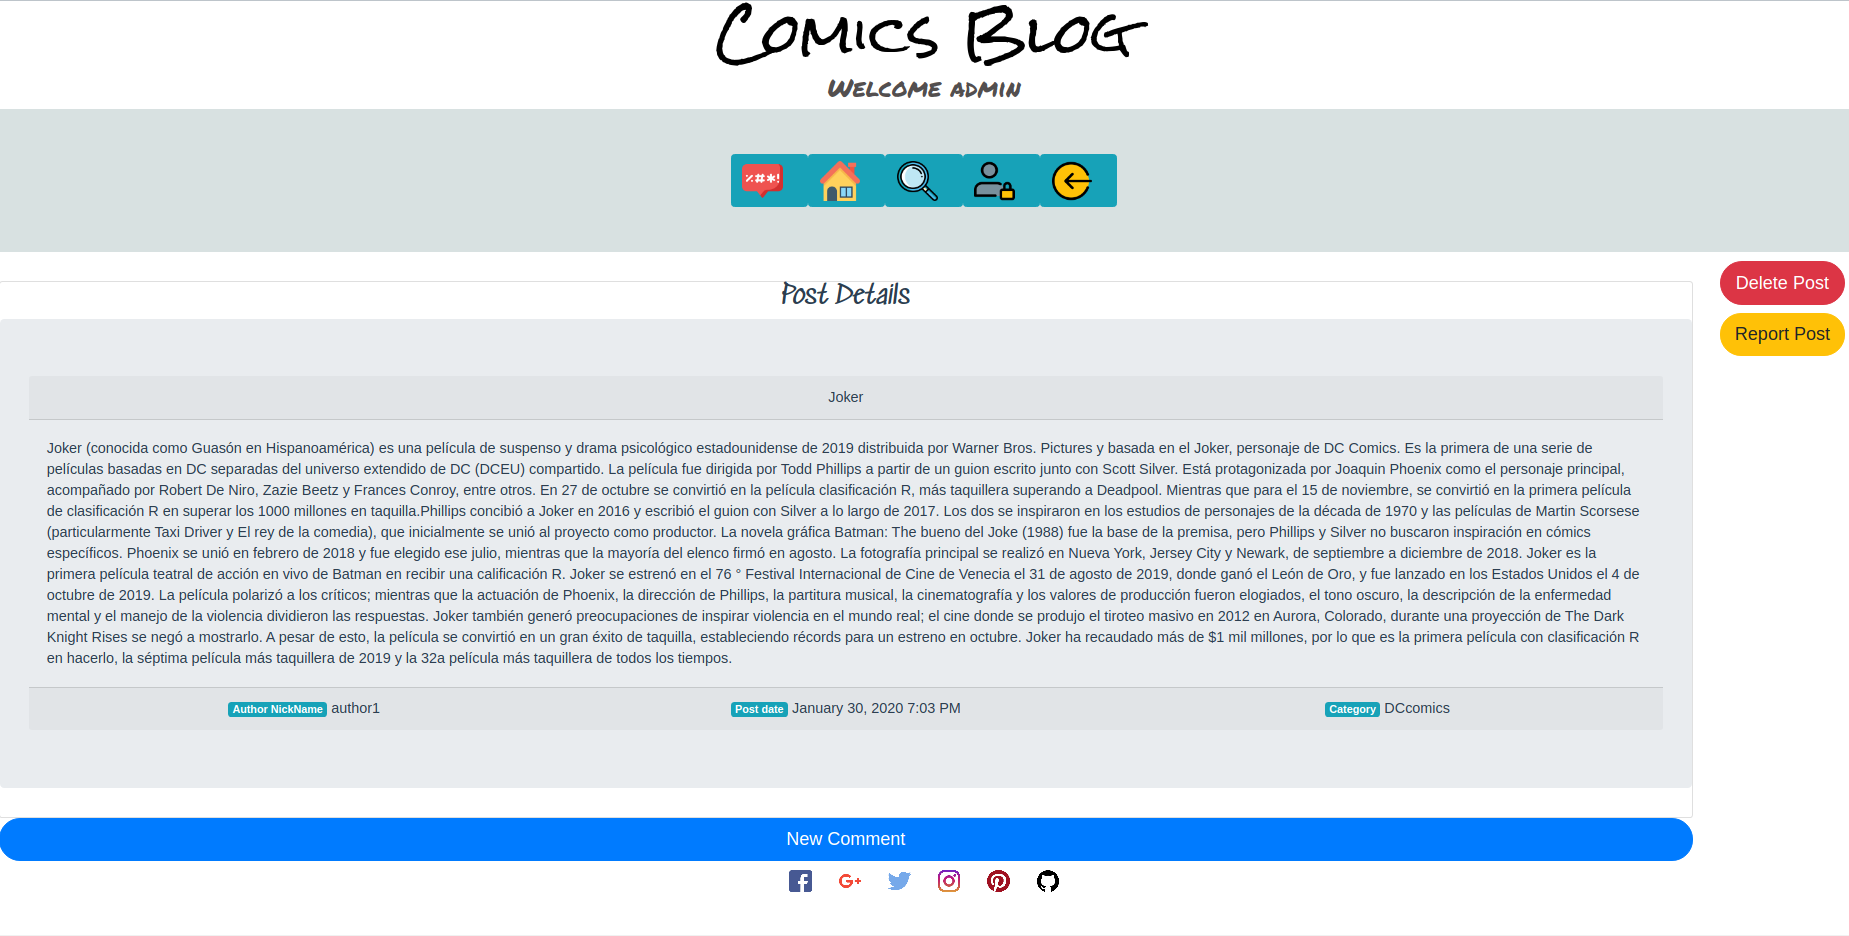 Comics Blog
Welcome admin
%#*!
Delete Post
Post Details
Report Post
Joker
Joker (conocida como Guasón en Hispanoamérica) es una película de suspenso y drama psicológico estadounidense de 2019 distribuida por Warner Bros. Pictures y basada en el Joker, personaje de DC Comics. Es la primera de una serie de
películas basadas en DC separadas del universo extendido de DC (DCEU) compartido. La película fue dirigida por Todd Phillips a partir de un guion escrito junto con Scott Silver. Está protagonizada por Joaquin Phoenix como el personaje principal,
acompañado por Robert De Niro, Zazie Beetz y Frances Conroy, entre otros. En 27 de octubre se convirtió en la película clasificación R, más taquillera superando a Deadpool. Mientras que para el 15 de noviembre, se convirtió en la primera película
de clasificación R en superar los 1000 millones en taquilla.Phillips concibió a Joker en 2016 y escribió el guion con Silver a lo largo de 2017. Los dos se inspiraron en los estudios de personajes de la década de 1970 y las películas de Martin Scorsese
(particularmente Taxi Driver y El rey de la comedia), que inicialmente se unió al proyecto como productor. La novela gráfica Batman: The bueno del Joke (1988) fue la base de la premisa, pero Phillips y Silver no buscaron inspiración en cómics
específicos. Phoenix se unió en febrero de 2018 y fue elegido ese julio, mientras que la mayoría del elenco firmó en agosto. La fotografía principal se realizó en Nueva York, Jersey City y Newark, de septiembre a diciembre de 2018. Joker es la
primera película teatral de acción en vivo de Batman en recibir una calificación R. Joker se estrenó en el 76 ° Festival Internacional de Cine de Venecia el 31 de agosto de 2019, donde ganó el León de Oro, y fue lanzado en los Estados Unidos el 4 de
octubre de 2019. La película polarizó a los críticos; mientras que la actuación de Phoenix, la dirección de Phillips, la partitura musical, la cinematografía y los valores de producción fueron elogiados, el tono oscuro, la descripción de la enfermedad
mental y el manejo de la violencia dividieron las respuestas. Joker también generó preocupaciones de inspirar violencia en el mundo real; el cine donde se produjo el tiroteo masivo en 2012 en Aurora, Colorado, durante una proyección de The Dark
Knight Rises se negó a mostrarlo. A pesar de esto, la película se convirtió en un gran éxito de taquilla, estableciendo récords para un estreno en octubre. Joker ha recaudado más de $1 mil millones, por lo que es la primera película con clasificación R
en hacerlo, la séptima película más taquillera de 2019 y la 32a película más taquillera de todos los tiempos.
Author NickName author1
Post date January 30, 2020 7:03 PM
Category DCcomics
New Comment